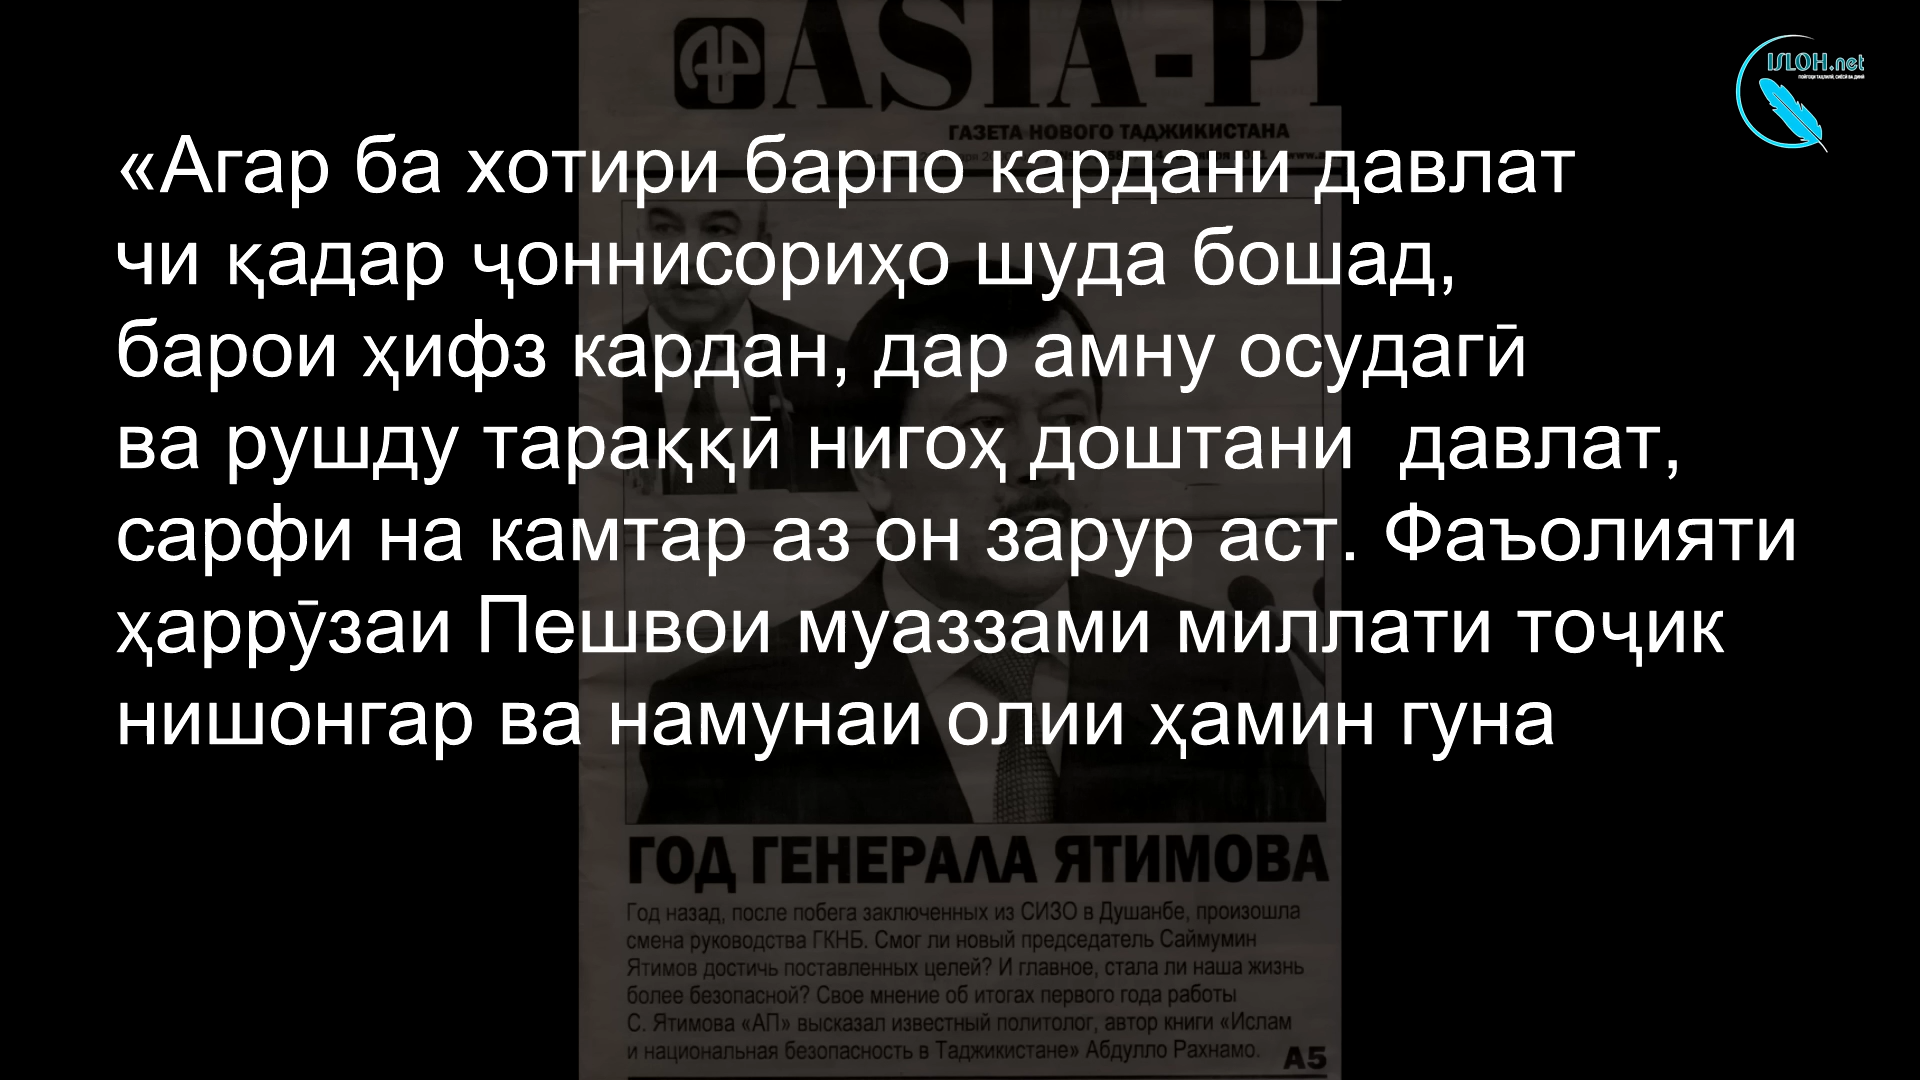 ASIA-P
ISLOH.net
ГАЗЕТА НОВОГО ТАДЖИКИСТАНА
«Агар ба хотири барпо кардани давлат
чи қадар ҷоннисориҳо шуда бошад,
барои ҳифз кардан, дар амну осудагӣ
ва рушду тараққӣ нигоҳ доштани давлат,
сарфи на камтар аз он зарур аст. Фаъолияти
ҳаррӯзаи Пешвои муаззами миллати тоҷик
нишонгар ва намунаи олии ҳамин гуна
ГОД ГЕНЕРАЛА ЯТИМОВА
Год назад, после побега заключенных из СИЗО в Душанбе, произошла
смена руководства ГКНБ. Смог ли новый председатель Саймумин
Ятимов достичь поставленных целей? И главное, стала ли наша жизнь
более безопасной? Свое мнение об итогах первого года работы
С. Ятимова «АП» высказал известный политолог, автор книги «Ислам
и национальная безопасность в Таджикистане» Абдулло Рахнамо.
А5